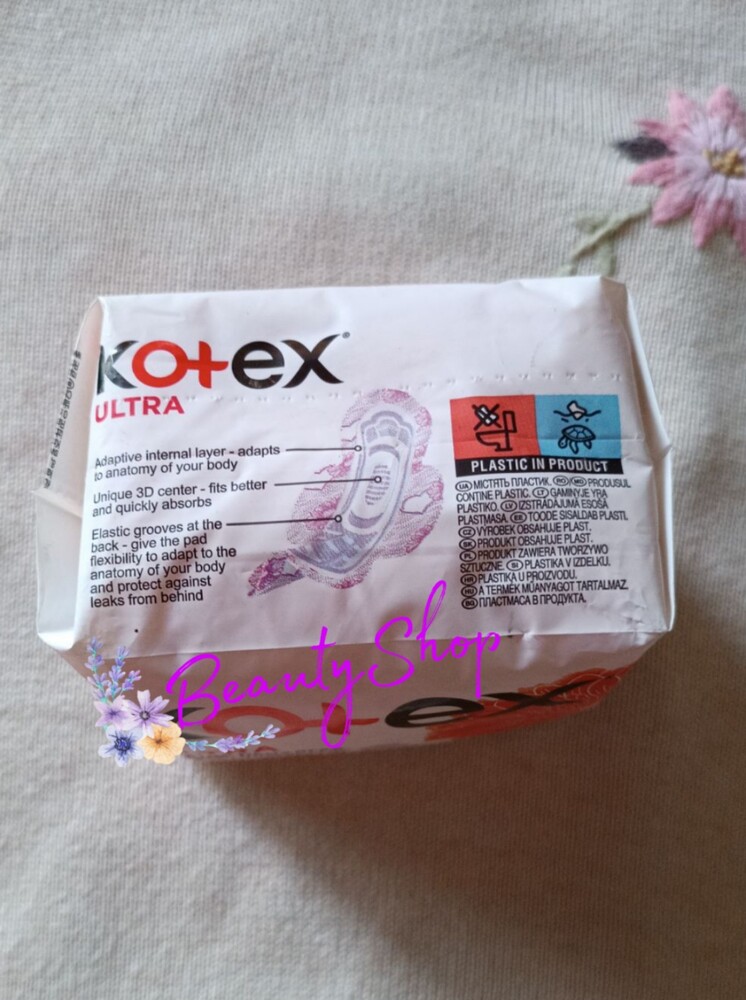 kotex®
ULTRA
Adaptive internal layer - adapts
to anatomy of your body
Unique 3D center - fits better
and quickly absorbs
Elastic grooves at the
back - give the pad
flexibility to adapt to the
anatomy of your body
and protect against
leaks from behind
PLASTIC IN PRODUCT
UA МІСТЯТЬ ПЛАСТИК. RO MD PRODUSUL
CONȚINE PLASTIC. LT GAMINYJE YRA
PLASTIKO. LV IZSTRĀDĀJUMĀ ESOŠĀ
PLASTMASA. EE TOODE SISALDAB PLASTI.
CZ VÝROBEK OBSAHUJE PLAST.
SK PRODUKT OBSAHUJE PLAST.
PL PRODUKT ZAWIERA TWORZYWO
SZTUCZNE. SI PLASTIKA V IZDELKU.
HR PLASTIKA U PROIZVODU.
HU A TERMÉK MŰANYAGOT TARTALMAZ.
BG ПЛАСТМАСА В ПРОДУКТА.
Beauty Shop
kotex